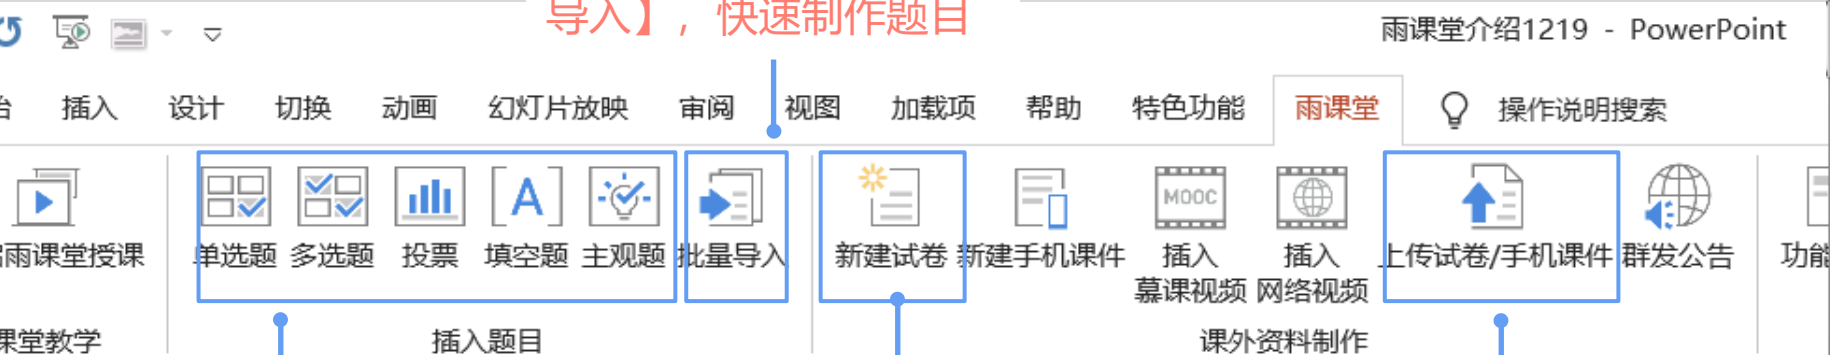 导入】，快速制作题目
雨课堂介绍1219 - PowerPoint
插入 设计 切换 动画 幻灯片放映 审阅 视图 加载项 帮助 特色功能 雨课堂 操作说明搜索
A MOOC
雨课堂授课 单选题 多选题 投票 填空题 主观题 批量导入 新建试卷 新建手机课件 插入 插入 上传试卷/手机课件 群发公告 功能
慕课视频 网络视频
课堂教学 插入题目 课外资料制作